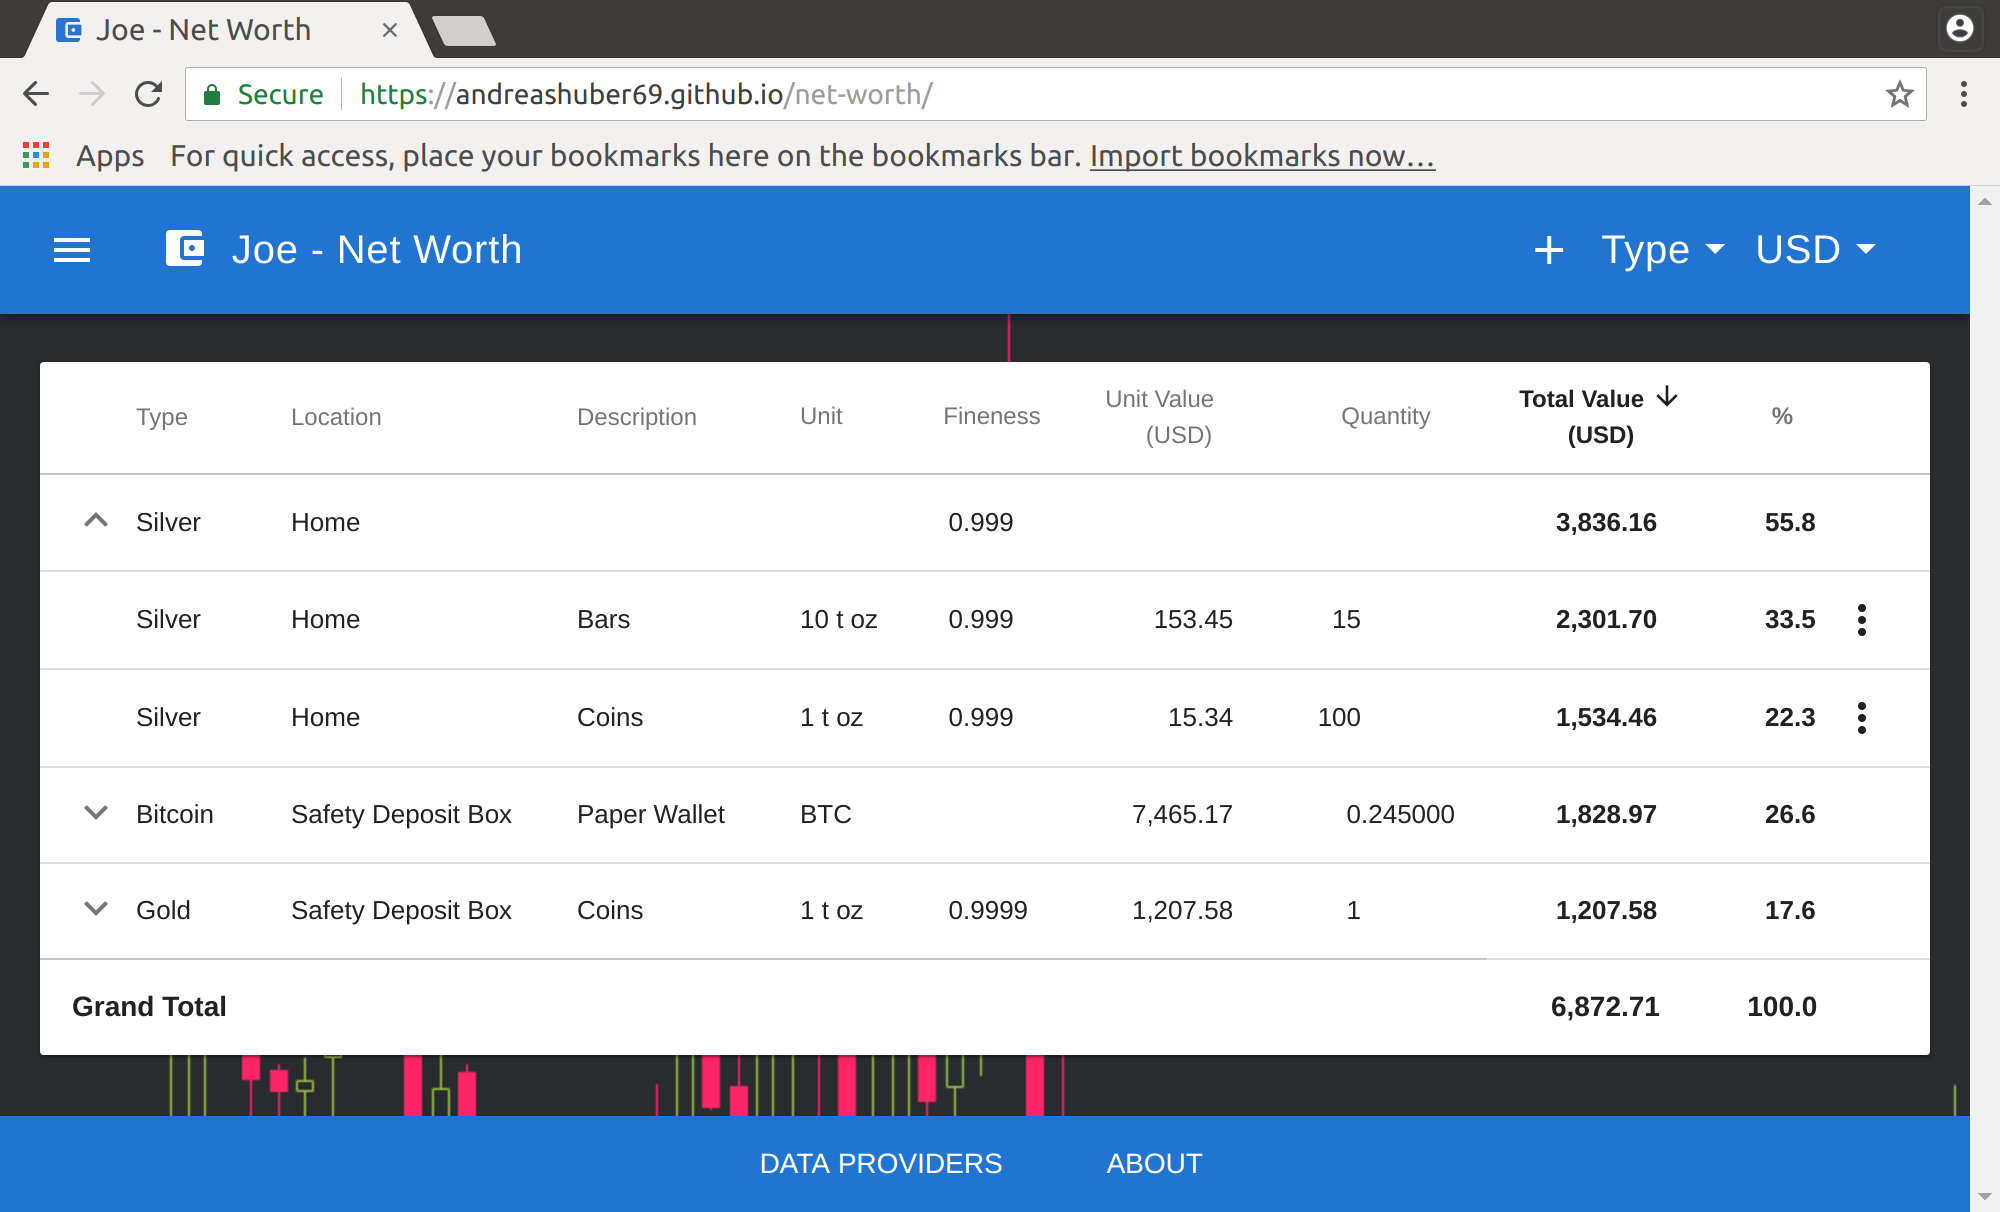 Joe - Net Worth
Secure https://andreashuber69.github.io/net-worth/
Apps For quick access, place your bookmarks here on the bookmarks bar. Import bookmarks now...
Joe - Net Worth + Type USD
Type Location Description Unit Fineness Unit Value (USD) Quantity Total Value (USD) %
Silver Home 0.999 3,836.16 55.8
Silver Home Bars 10 t oz 0.999 153.45 15 2,301.70 33.5
Silver Home Coins 1 t oz 0.999 15.34 100 1,534.46 22.3
Bitcoin Safety Deposit Box Paper Wallet BTC 7,465.17 0.245000 1,828.97 26.6
Gold Safety Deposit Box Coins 1 t oz 0.9999 1,207.58 1 1,207.58 17.6
Grand Total 6,872.71 100.0
DATA PROVIDERS ABOUT